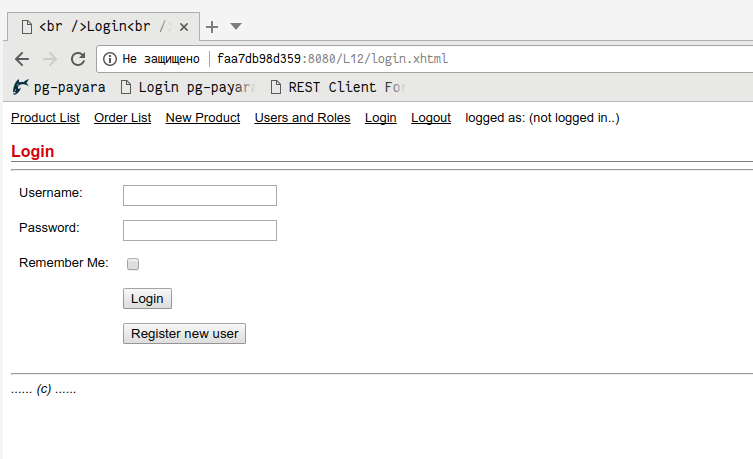 <br />Login<br />
Не защищено faa7db98d359:8080/L12/login.xhtml
pg-payara Login pg-payara REST Client For
Product List Order List New Product Users and Roles Login Logout logged as: (not logged in..)
Login
Username:
Password:
Remember Me:
Login
Register new user
...... (c) ......